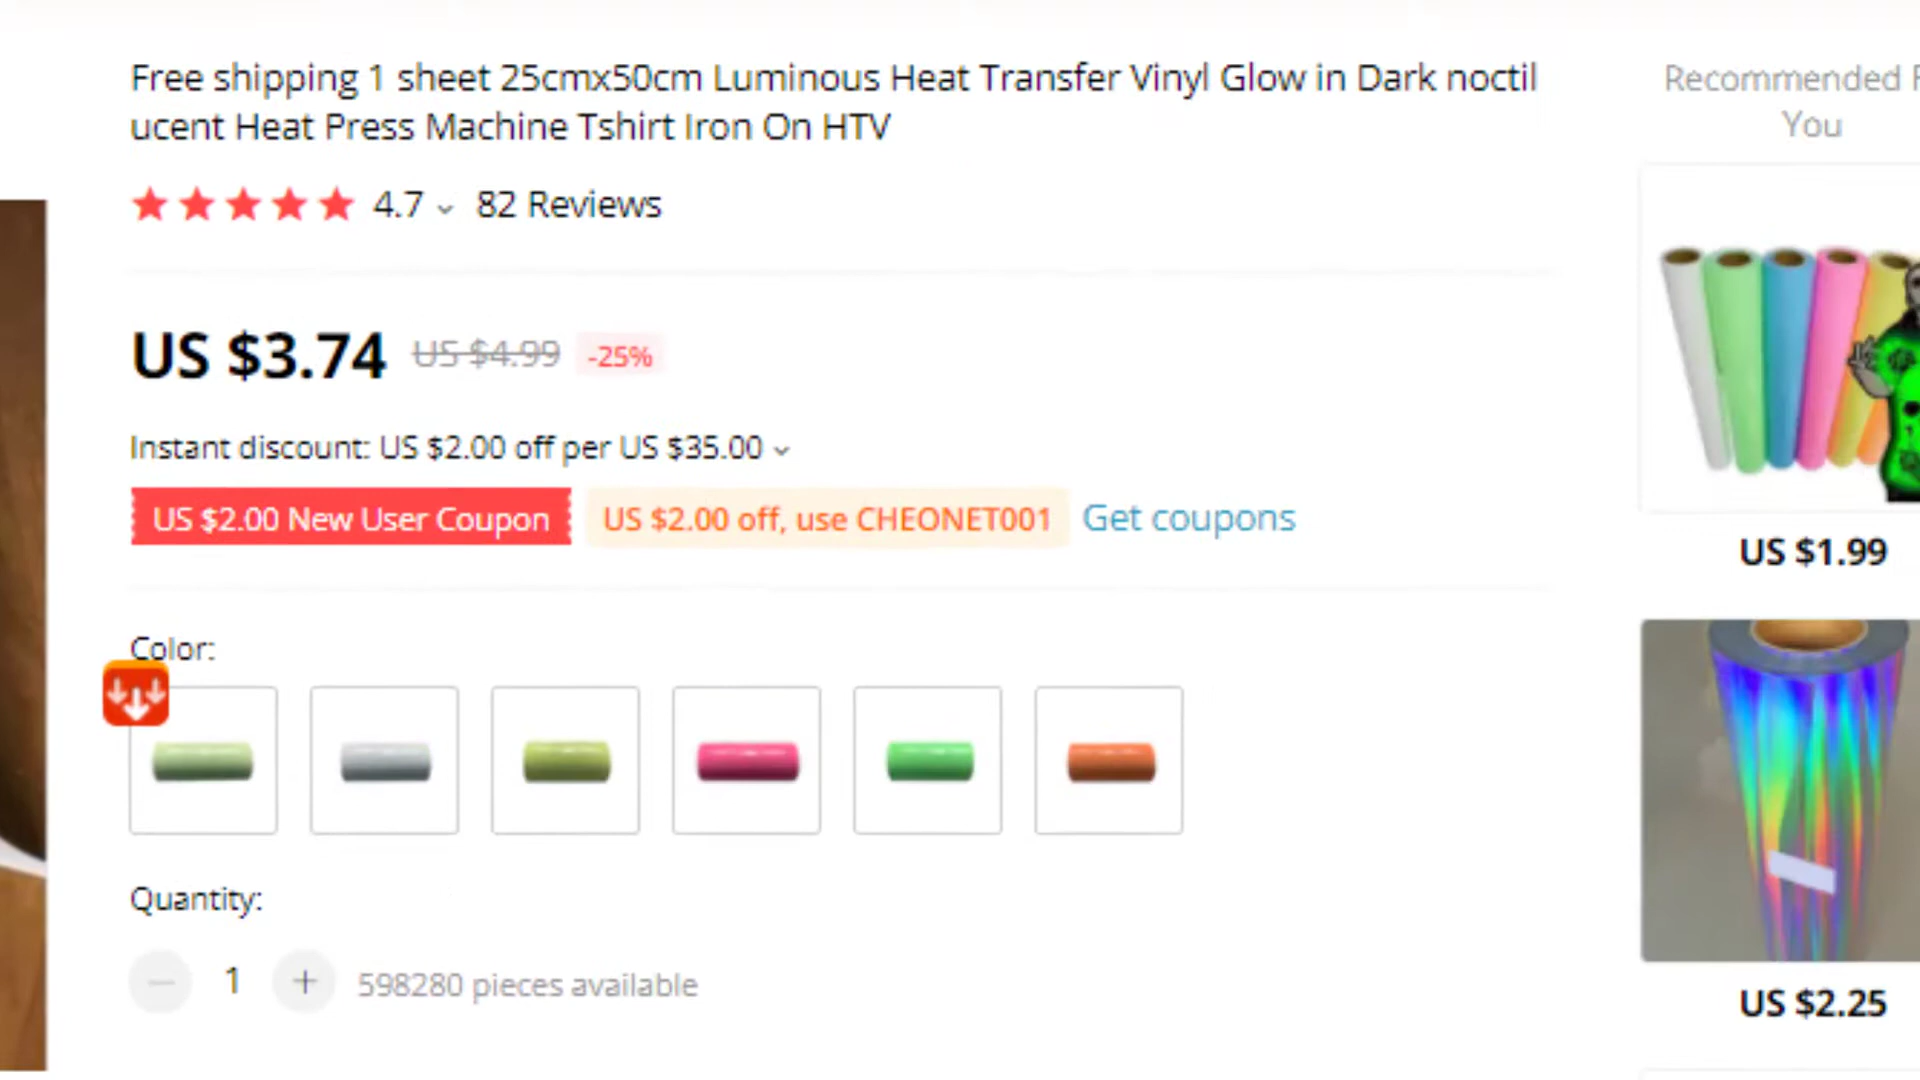 Free shipping 1 sheet 25cmx50cm Luminous Heat Transfer Vinyl Glow in Dark noctil
ucent Heat Press Machine Tshirt Iron On HTV
4.7 82 Reviews
US $3.74 US $4.99 -25%
Instant discount: US $2.00 off per US $35.00
US $2.00 New User Coupon US $2.00 off, use CHEONET001 Get coupons
Color:
Quantity:
1 598280 pieces available
Recommended F
You
US $1.99
US $2.25